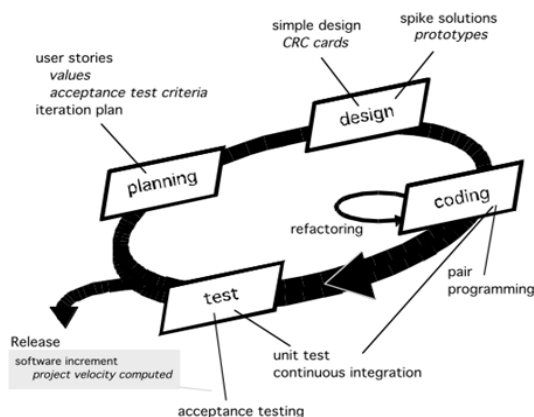 simple design
CRC cards
spike solutions
prototypes
user stories
values
acceptance test criteria
iteration plan
design
planning
coding
refactoring
pair
programming
test
Release
software increment
project velocity computed
unit test
continuous integration
acceptance testing